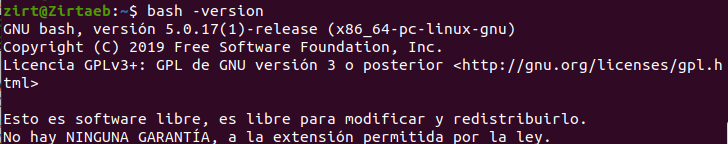 zirt@Zirtaeb:~$ bash -version
GNU bash, versión 5.0.17(1)-release (x86_64-pc-linux-gnu)
Copyright (C) 2019 Free Software Foundation, Inc.
Licencia GPLv3+: GPL de GNU versión 3 o posterior <http://gnu.org/licenses/gpl.h
tml>
Esto es software libre, es libre para modificar y redistribuirlo.
No hay NINGUNA GARANTÍA, a la extensión permitida por la ley.